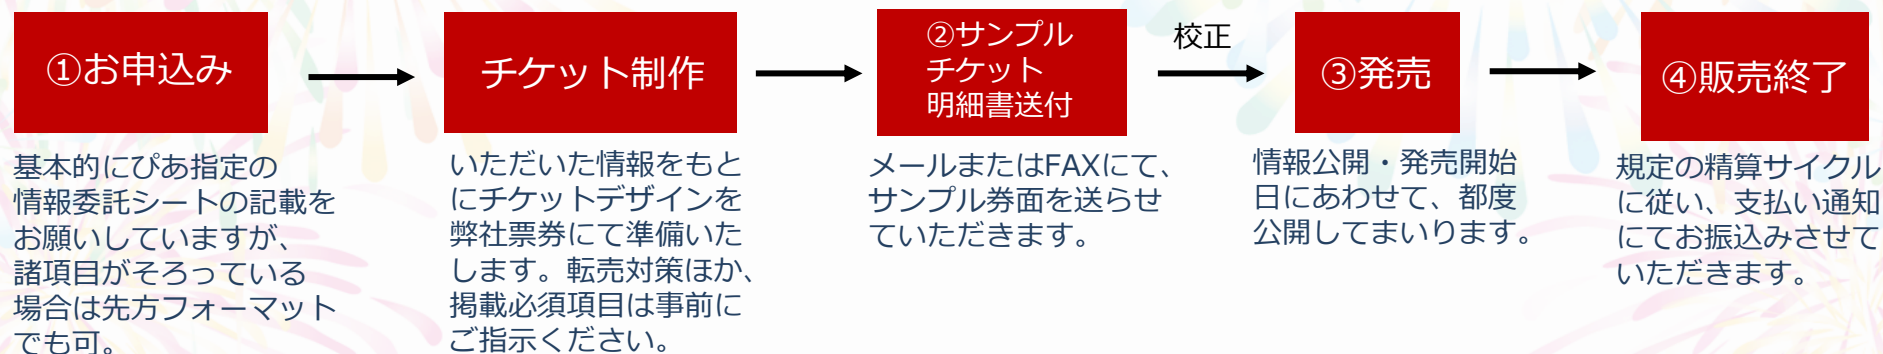 ①お申込み
基本的にぴあ指定の
情報委託シートの記載を
お願いしていますが、
諸項目がそろっている
場合は先方フォーマット
でも可。
チケット制作
いただいた情報をもと
にチケットデザインを
弊社票券にて準備いた
します。転売対策ほか、
掲載必須項目は事前に
ご指示ください。
②サンプル
チケット
明細書送付
メールまたはFAXにて、
サンプル券面を送らせ
ていただきます。
校正
③発売
情報公開・発売開始
日にあわせて、都度
公開してまいります。
④販売終了
規定の精算サイクル
に従い、支払い通知
にてお振込みさせて
いただきます。